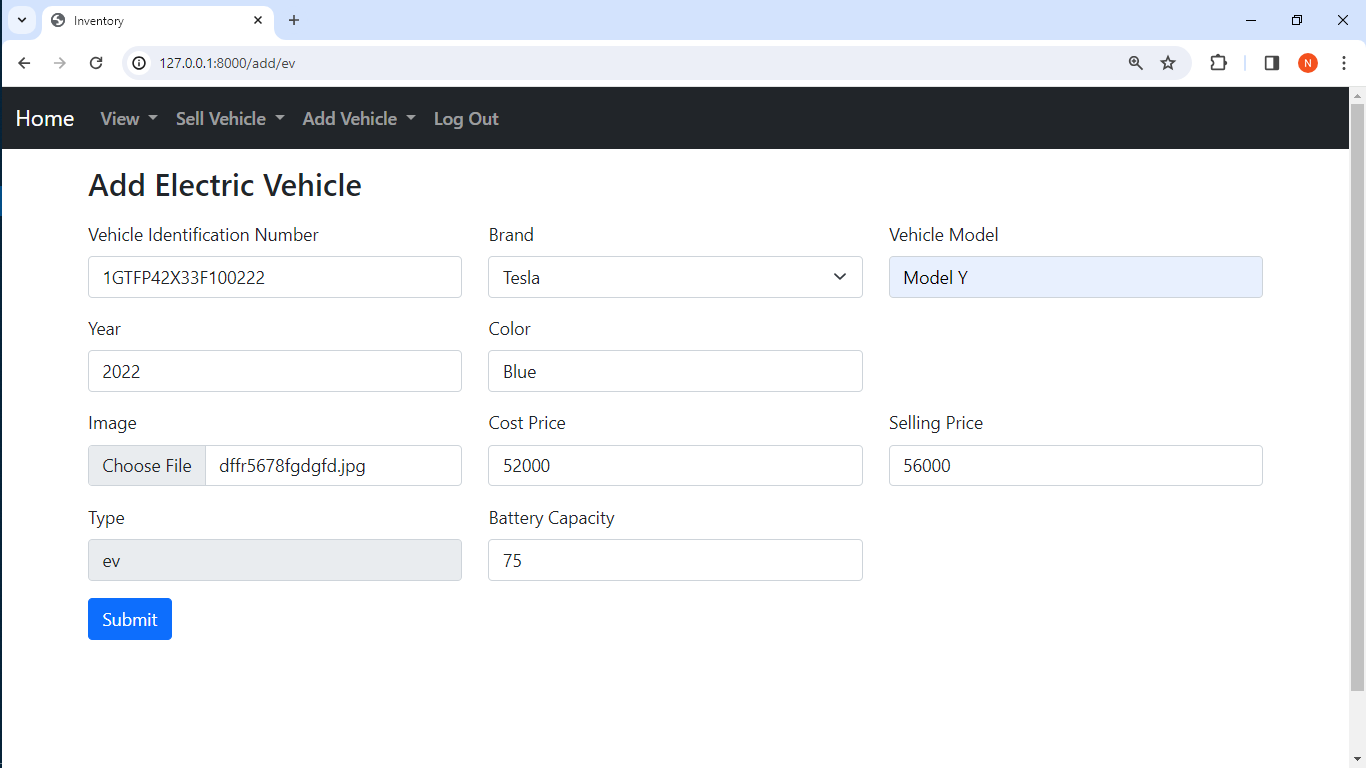 Inventory
127.0.0.1:8000/add/ev
N
Home View Sell Vehicle Add Vehicle Log Out
Add Electric Vehicle
Vehicle Identification Number Brand Vehicle Model
1GTFP42X33F100222 Tesla Model Y
Year Color
2022 Blue
Image Cost Price Selling Price
Choose File dffr5678fgdgfd.jpg 52000 56000
Type Battery Capacity
ev 75
Submit